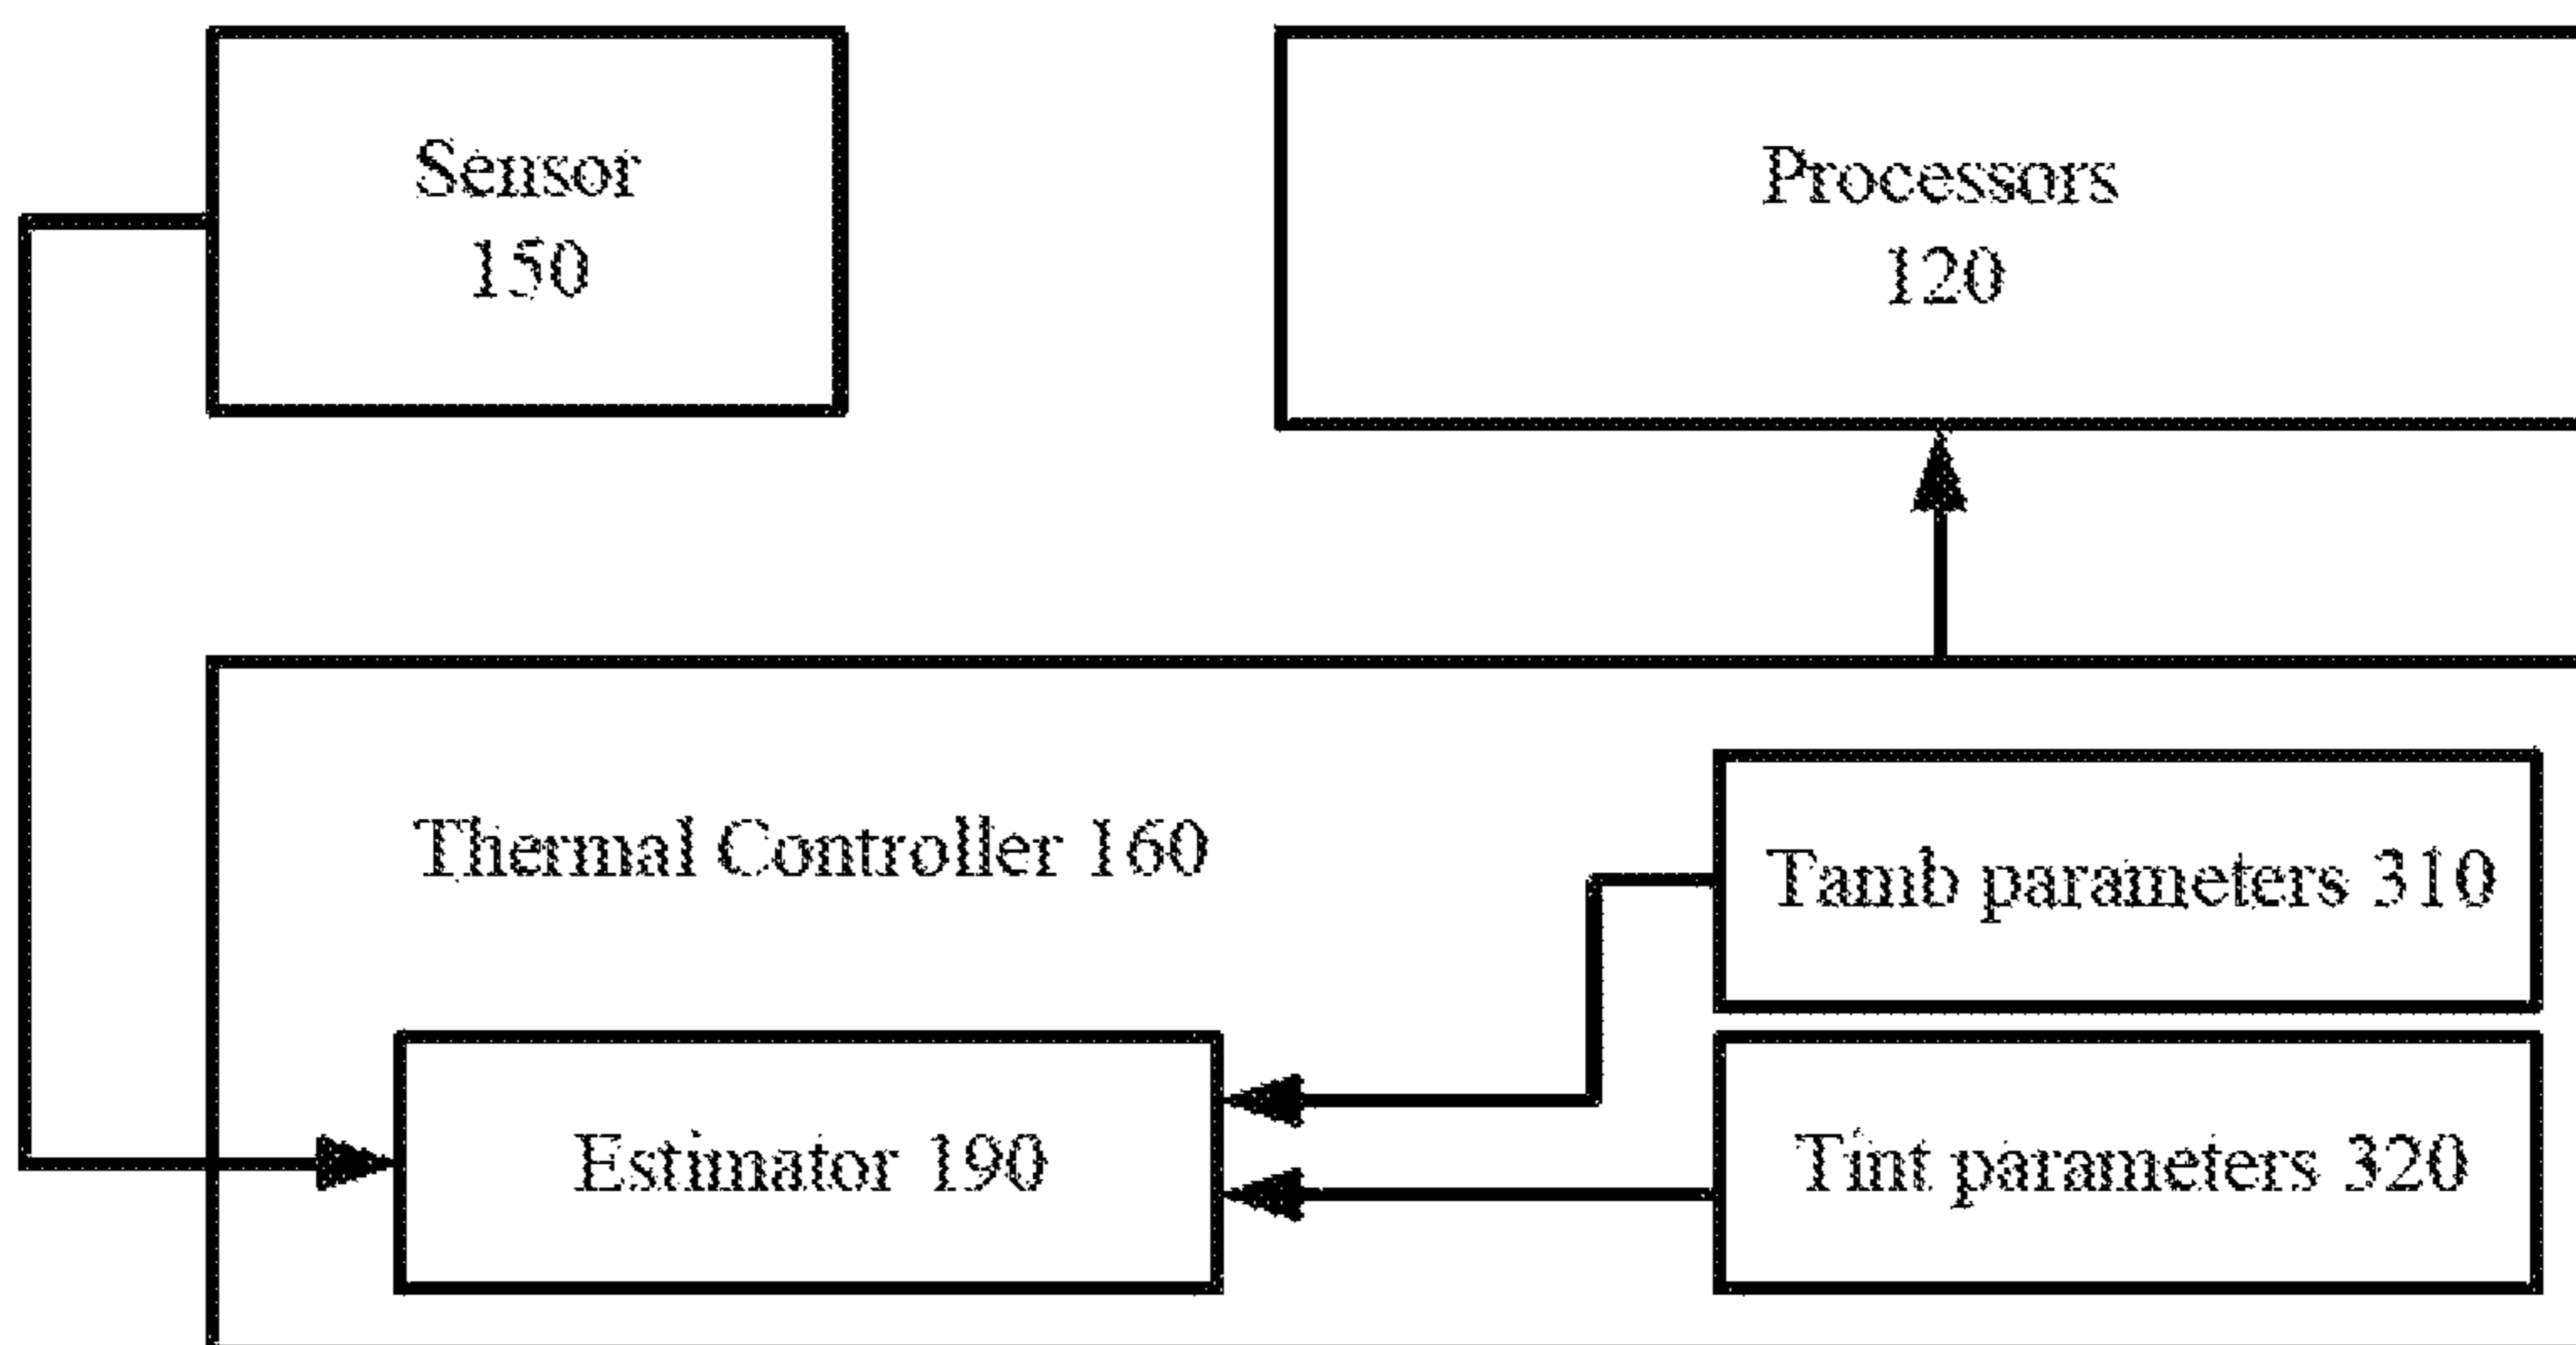 Sensor
150
Processors
120
Thermal Controller 160
Tamb parameters 310
Estimator 190
Tint parameters 320